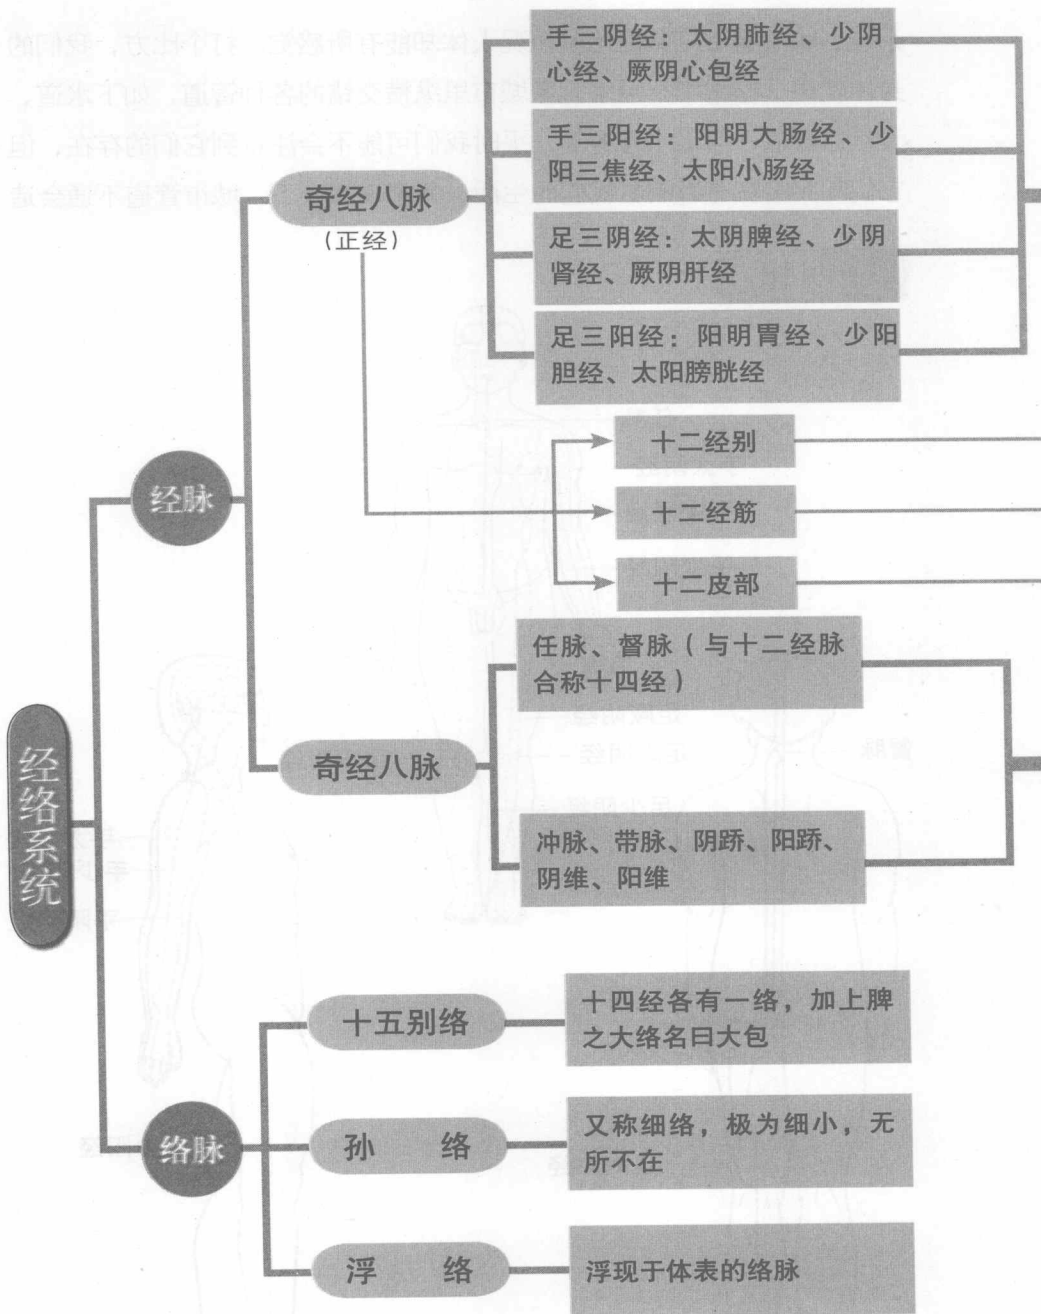 手三阴经：太阴肺经、少阴
心经、厥阴心包经
手三阳经：阳明大肠经、少
阳三焦经、太阳小肠经
奇经八脉
（正经）
足三阴经：太阴脾经、少阴
肾经、厥阴肝经
足三阳经：阳明胃经、少阳
胆经、太阳膀胱经
十二经别
经脉
十二经筋
十二皮部
任脉、督脉（与十二经脉
合称十四经）
奇经八脉
经络系统
冲脉、带脉、阴跷、阳跷、
阴维、阳维
十五别络
十四经各有一络，加上脾
之大络名曰大包
络脉
孙络
又称细络，极为细小，无
所不在
浮络
浮现于体表的络脉